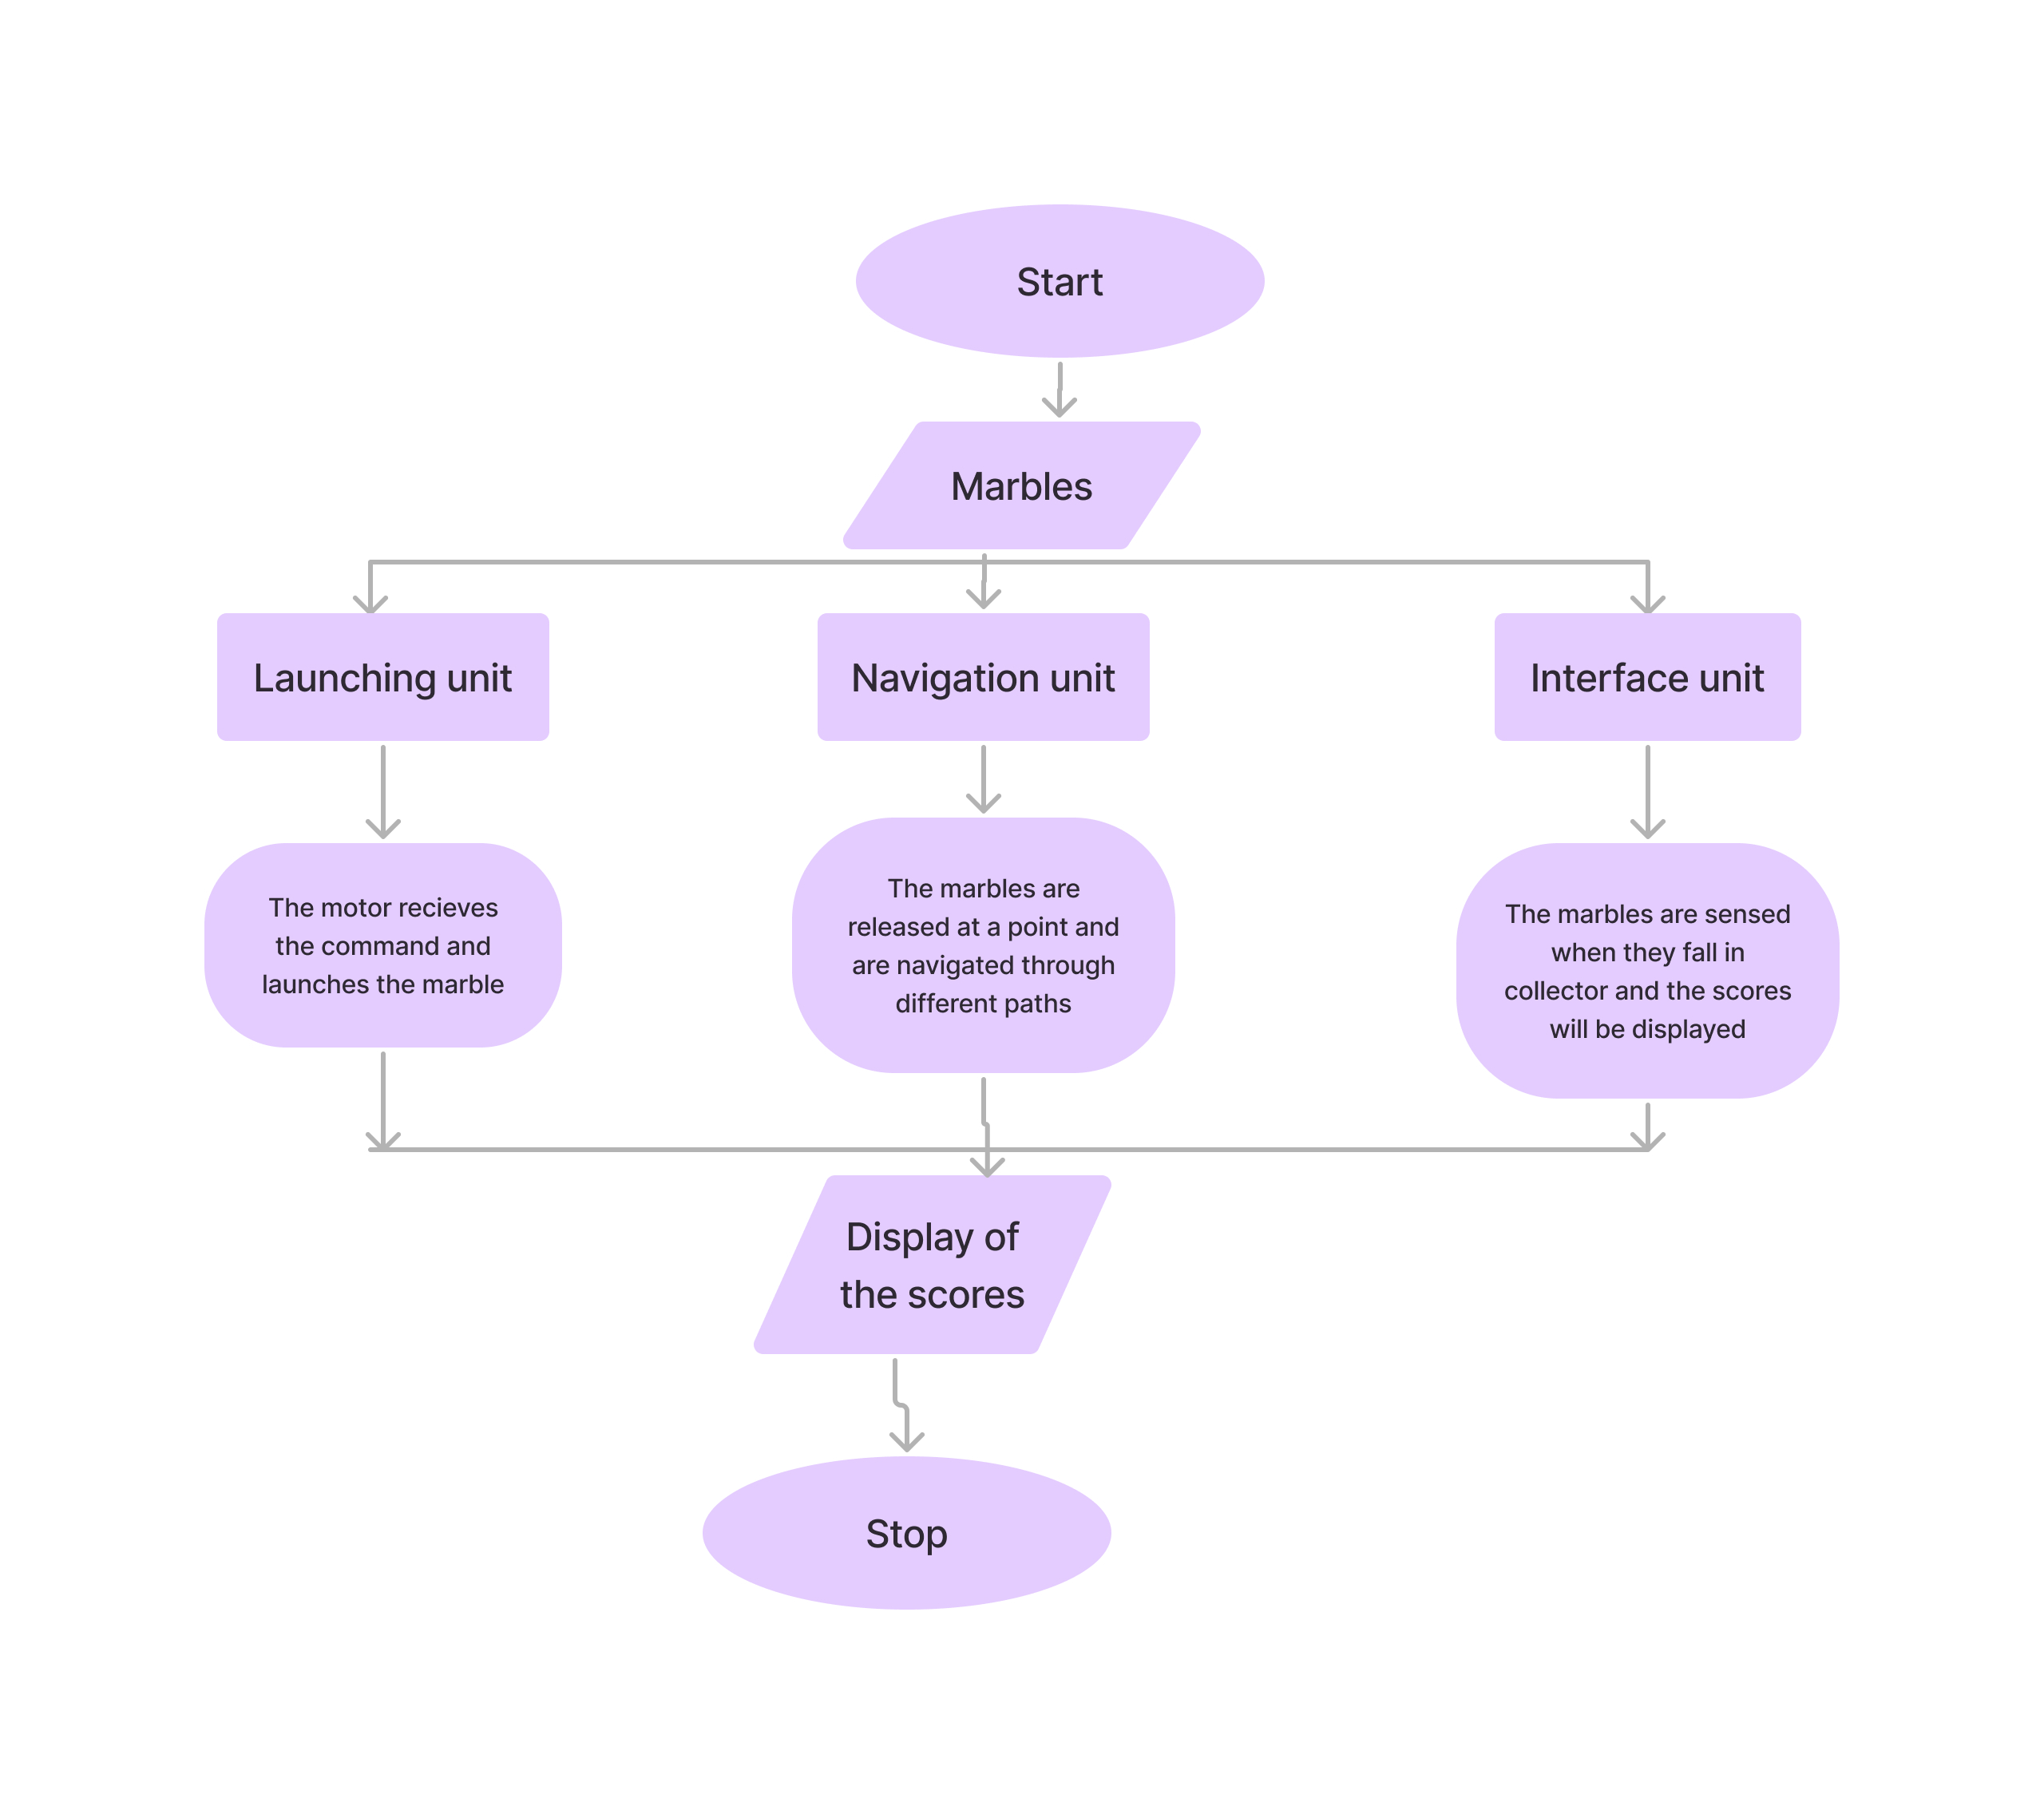 Start
Marbles
Launching unit
Navigation unit
Interface unit
The motor recieves
the command and
launches the marble
The marbles are
released at a point and
are navigated through
different paths
The marbles are sensed
when they fall in
collector and the scores
will be displayed
Display of
the scores
Stop